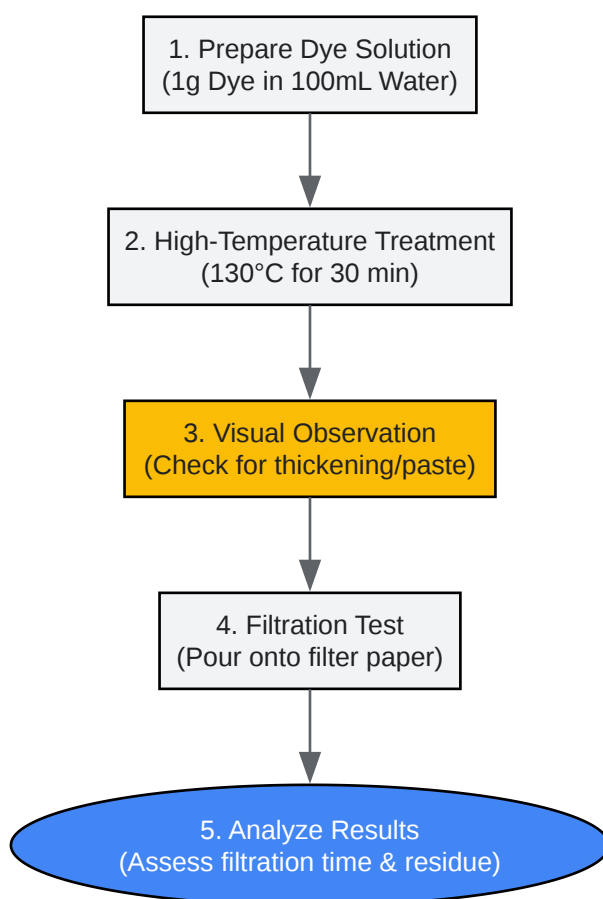 1. Prepare Dye Solution
(1g Dye in 100mL Water)
2. High-Temperature Treatment
(130°C for 30 min)
3. Visual Observation
(Check for thickening/paste)
4. Filtration Test
(Pour onto filter paper)
5. Analyze Results
(Assess filtration time & residue)